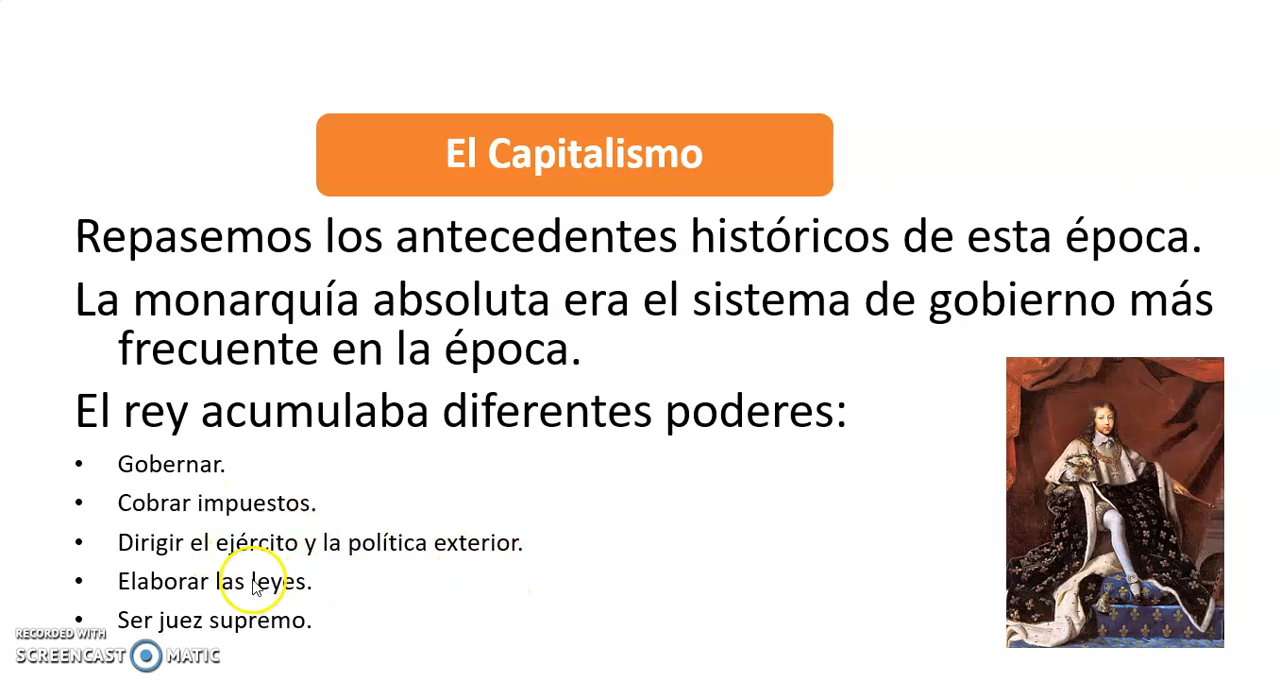 El Capitalismo
Repasemos los antecedentes históricos de esta época.
La monarquía absoluta era el sistema de gobierno más
frecuente en la época.
El rey acumulaba diferentes poderes:
• Gobernar.
• Cobrar impuestos.
• Dirigir el ejército y la política exterior.
• Elaborar las leyes.
• Ser juez supremo.
RECORDED WITH
SCREENCAST MATIC